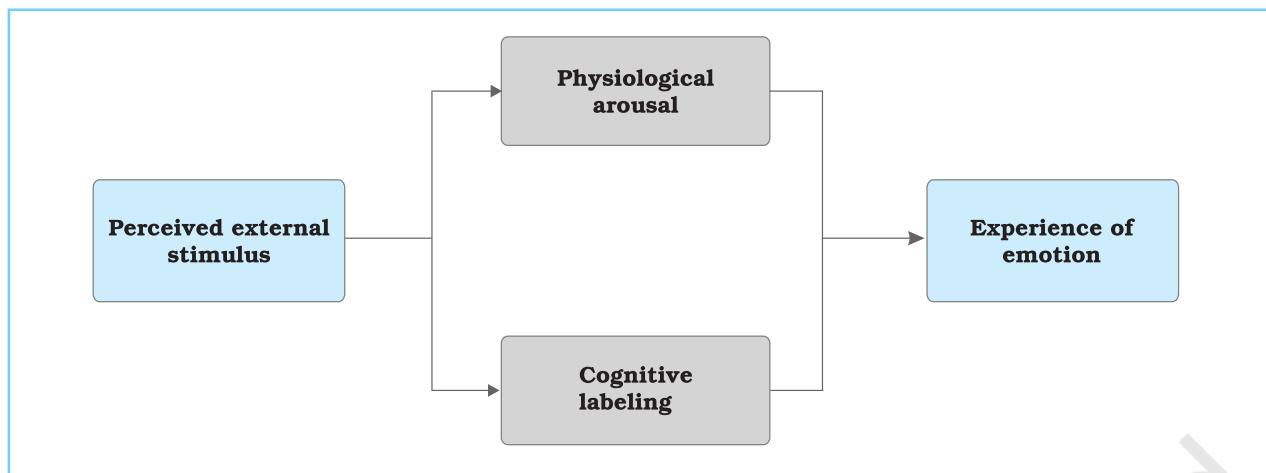 Physiological
arousal
Perceived external
stimulus
Experience of
emotion
Cognitive
labeling